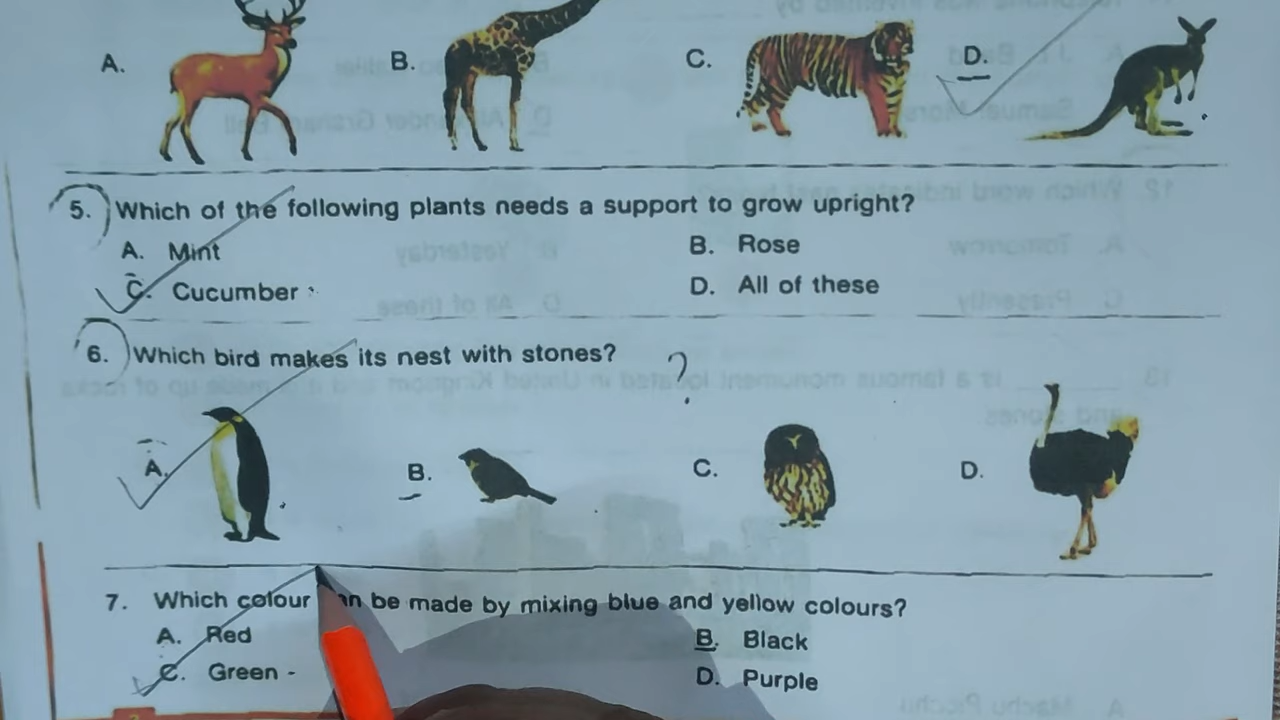 A.
B.
C.
D.
5. Which of the following plants needs a support to grow upright?
A. Mint
B. Rose
C. Cucumber
D. All of these
6. Which bird makes its nest with stones?
?
A.
B.
C.
D.
7. Which colour can be made by mixing blue and yellow colours?
A. Red
B. Black
C. Green -
D. Purple